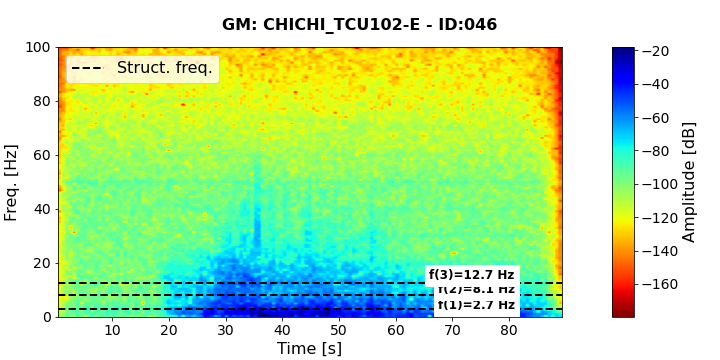 GM: CHICHI_TCU102-E - ID:046
Struct. freq.
f(3)=12.7 Hz
f(2)=8.1 Hz
f(1)=2.7 Hz
100
80
60
40
20
0
Freq. [Hz]
10 20 30 40 50 60 70 80
Time [s]
−20
−40
−60
−80
−100
−120
−140
−160
Amplitude [dB]